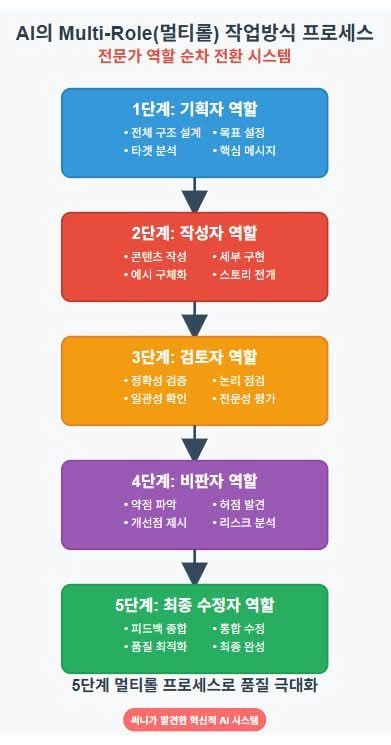 AI의 Multi-Role(멀티롤) 작업방식 프로세스
전문가 역할 순차 전환 시스템
1단계: 기획자 역할
• 전체 구조 설계 • 목표 설정
• 타겟 분석 • 핵심 메시지
2단계: 작성자 역할
• 콘텐츠 작성 • 세부 구현
• 예시 구체화 • 스토리 전개
3단계: 검토자 역할
• 정확성 검증 • 논리 점검
• 일관성 확인 • 전문성 평가
4단계: 비판자 역할
• 약점 파악 • 허점 발견
• 개선점 제시 • 리스크 분석
5단계: 최종 수정자 역할
• 피드백 종합 • 통합 수정
• 품질 최적화 • 최종 완성
5단계 멀티롤 프로세스로 품질 극대화
써니가 발견한 혁신적 AI 시스템